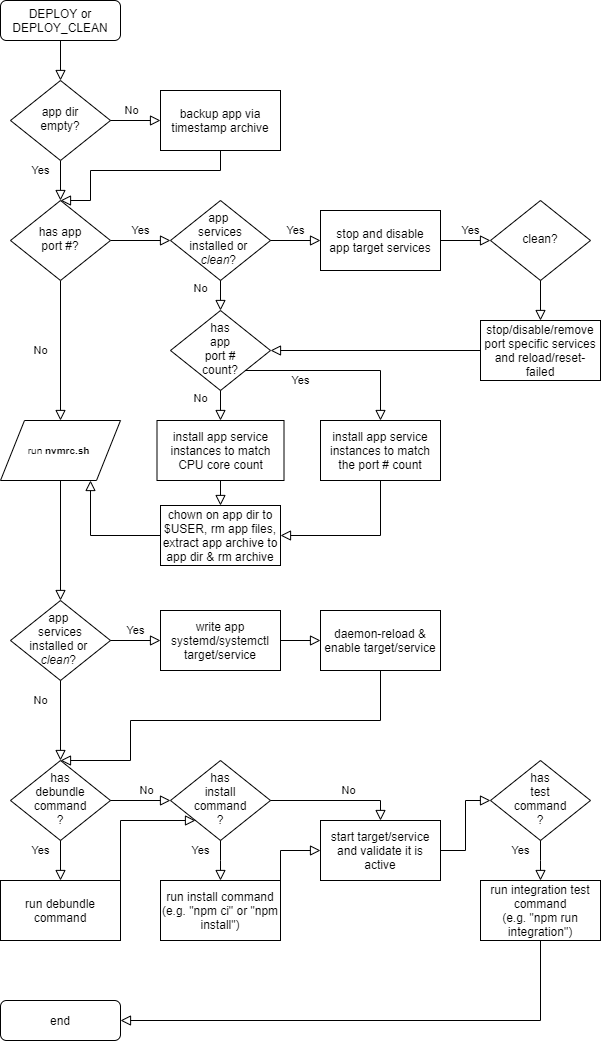 DEPLOY or
DEPLOY_CLEAN
app dir
empty?
No
backup app via
timestamp archive
Yes
has app
port #?
Yes
app
services
installed or
clean?
Yes
stop and disable
app target services
Yes
clean?
No
No
has
app
port #
count?
stop/disable/remove
port specific services
and reload/reset-
failed
Yes
No
run nvmrc.sh
install app service
instances to match
CPU core count
install app service
instances to match
the port # count
chown on app dir to
$USER, rm app files,
extract app archive to
app dir & rm archive
app
services
installed or
clean?
Yes
write app
systemd/systemctl
target/service
daemon-reload &
enable target/service
No
has
debundle
command
?
No
has
install
command
?
No
has
test
command
?
start target/service
and validate it is
active
Yes
Yes
Yes
run debundle
command
run install command
(e.g. "npm ci" or "npm
install")
run integration test
command
(e.g. "npm run
integration")
end